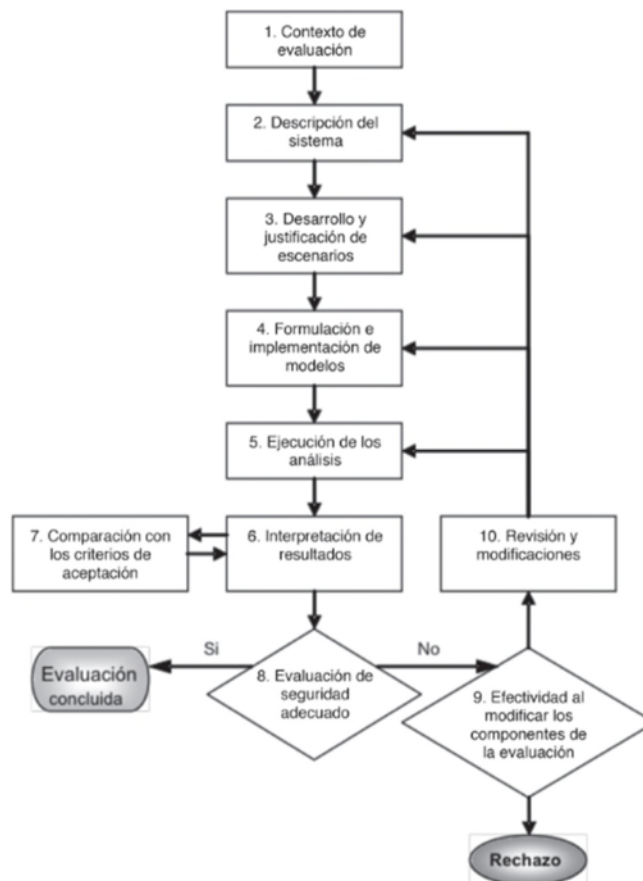 1. Contexto de
evaluación
2. Descripción del
sistema
3. Desarrollo y
justificación de
escenarios
4. Formulación e
implementación de
modelos
5. Ejecución de los
análisis
7. Comparación con
los criterios de
aceptación
6. Interpretación de
resultados
10. Revisión y
modificaciones
Si
No
Evaluación
concluida
8. Evaluación de
seguridad
adecuado
9. Efectividad al
modificar los
componentes de
la evaluación
Rechazo